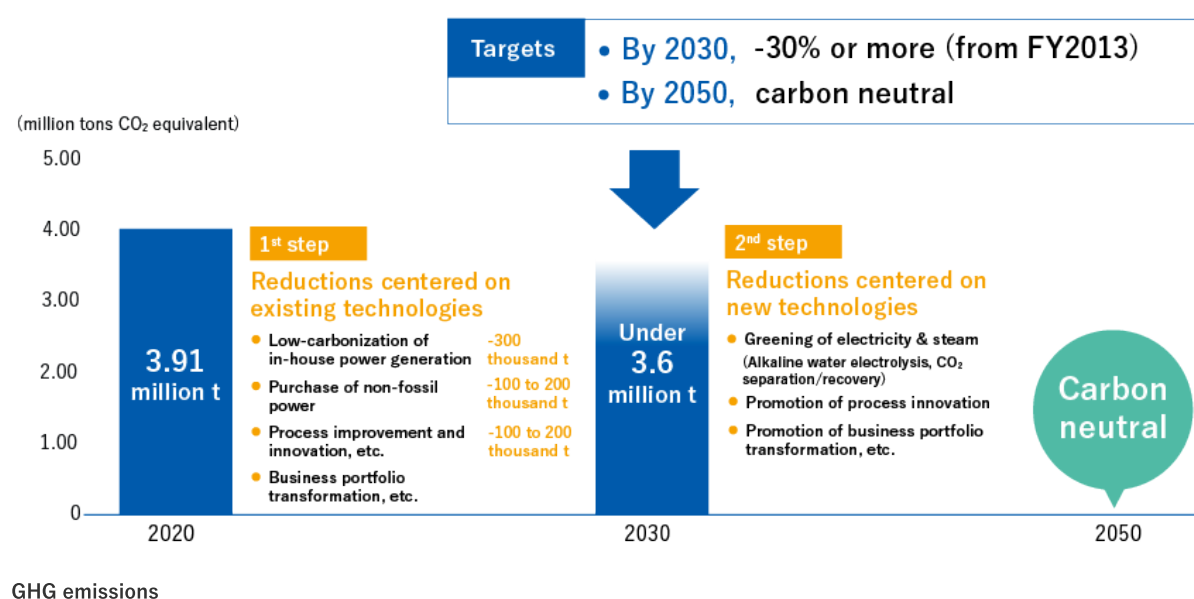 Targets
• By 2030, -30% or more (from FY2013)
• By 2050, carbon neutral
(million tons CO₂ equivalent)
5.00
4.00
3.00
2.00
1.00
0
3.91
million t
1st step
Reductions centered on
existing technologies
• Low-carbonization of
in-house power generation
-300
thousand t
• Purchase of non-fossil
power
-100 to 200
thousand t
• Process improvement and
innovation, etc.
-100 to 200
thousand t
• Business portfolio
transformation, etc.
Under
3.6
million t
2nd step
Reductions centered on
new technologies
• Greening of electricity & steam
(Alkaline water electrolysis, CO₂
separation/recovery)
• Promotion of process innovation
• Promotion of business portfolio
transformation, etc.
Carbon
neutral
2020
2030
2050
GHG emissions